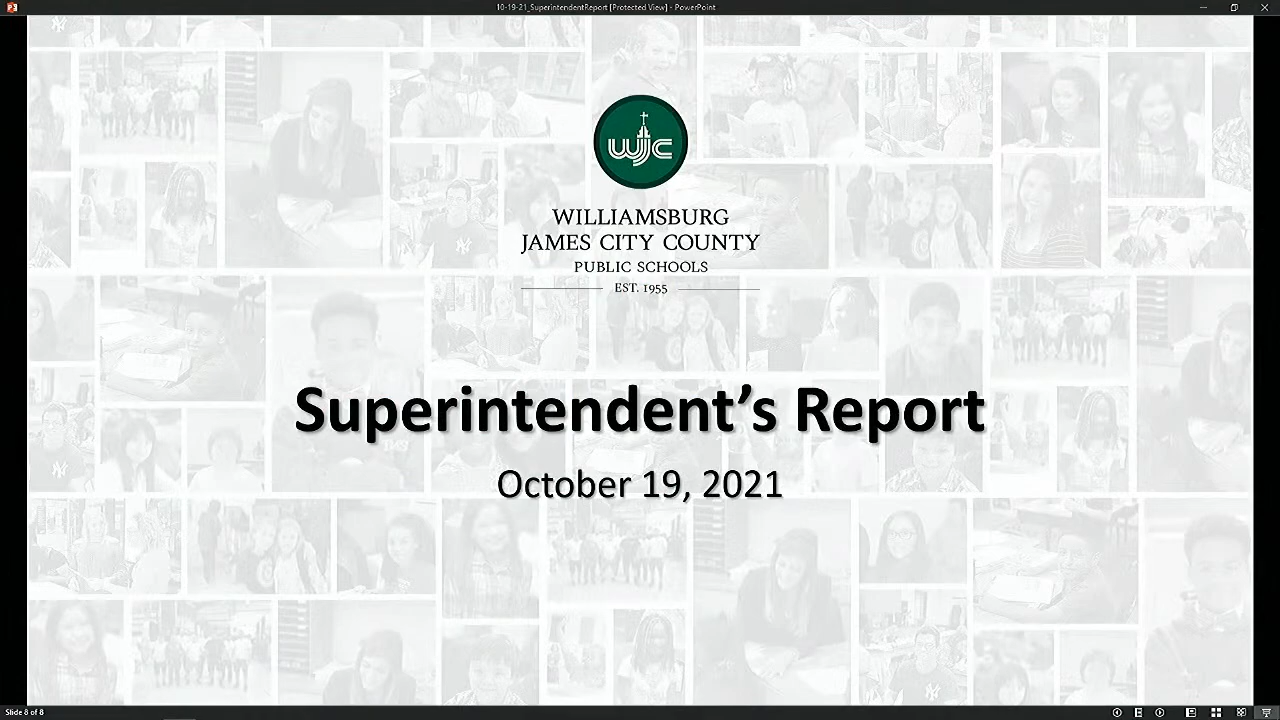 10-19-21_SuperintendentReport [Protected View] - PowerPoint
WJC
WILLIAMSBURG
JAMES CITY COUNTY
PUBLIC SCHOOLS
EST. 1955
Superintendent’s Report
October 19, 2021
Slide 8 of 8